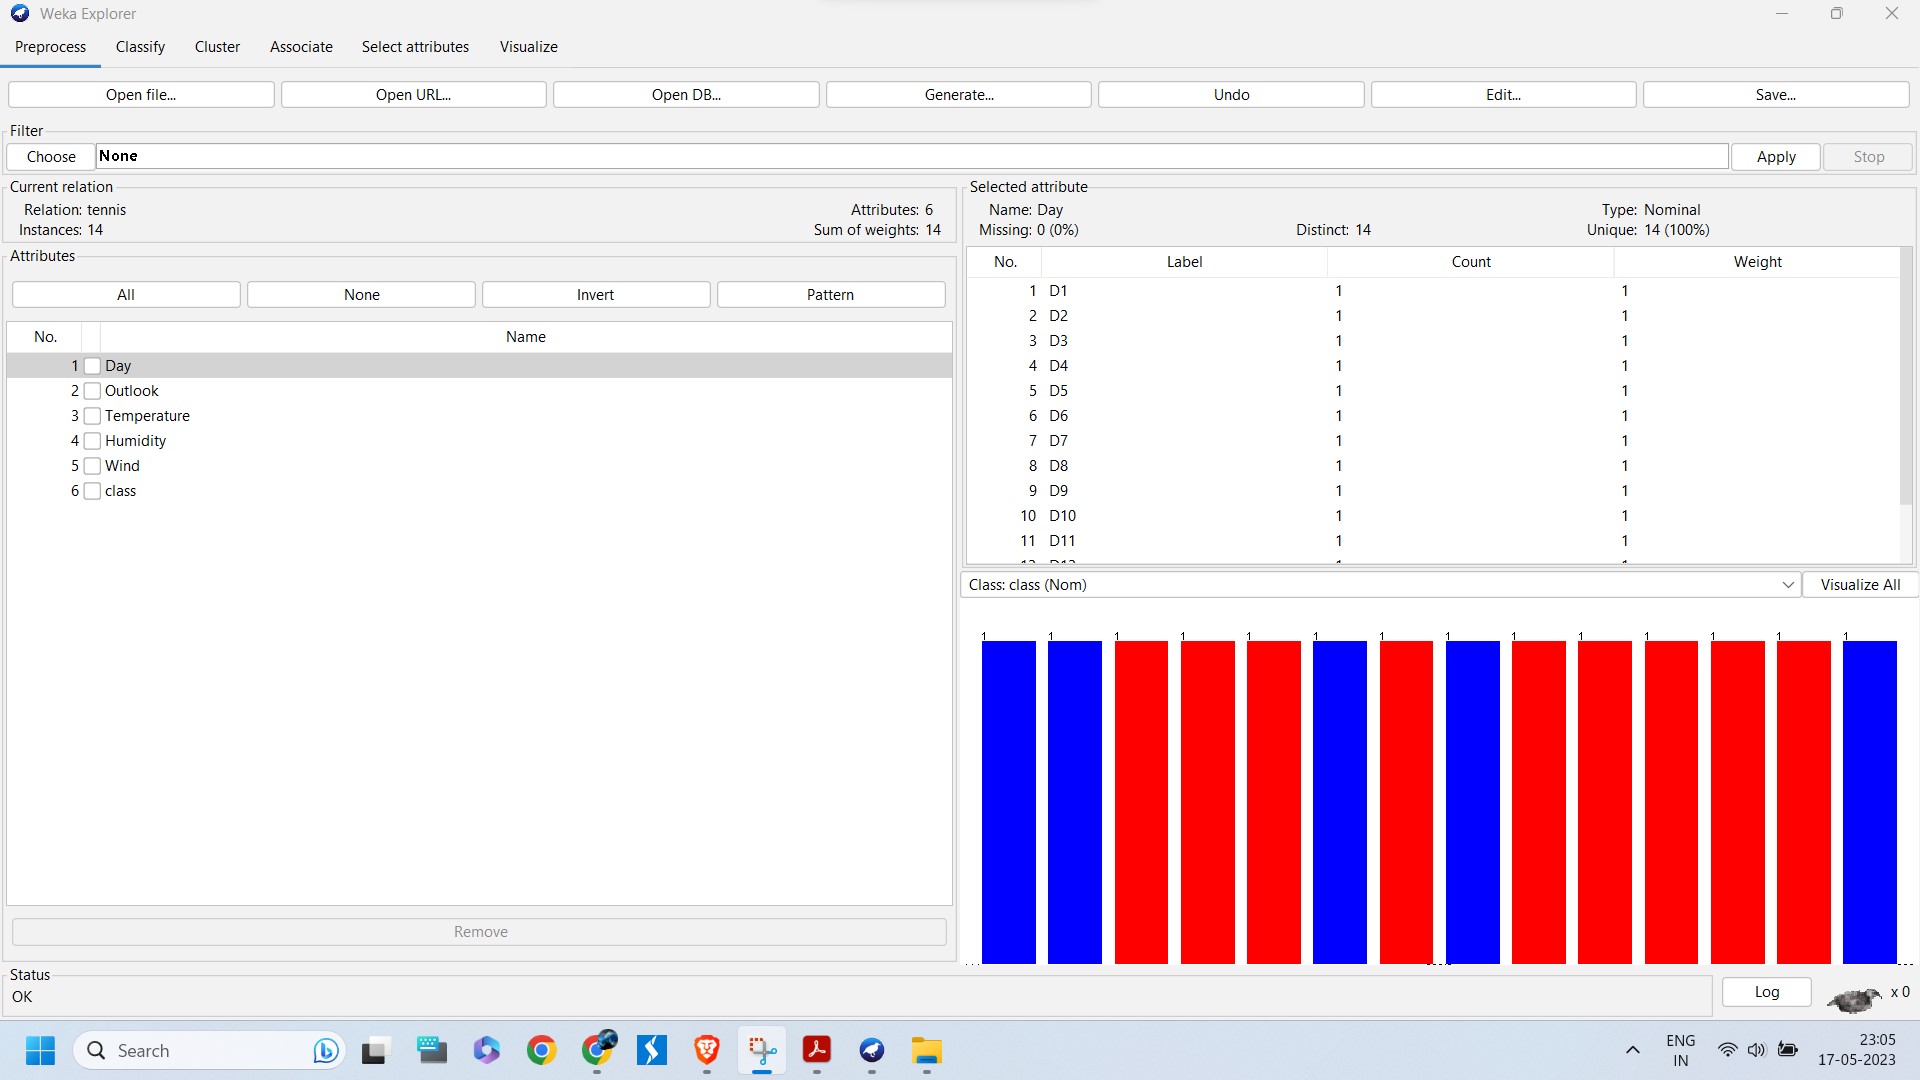 Weka Explorer
Preprocess Classify Cluster Associate Select attributes Visualize
Open file... Open URL... Open DB... Generate... Undo Edit... Save...
Filter
Choose None Apply Stop
Current relation
Relation: tennis Attributes: 6
Instances: 14 Sum of weights: 14
Attributes
All None Invert Pattern
No. Name
1 Day
2 Outlook
3 Temperature
4 Humidity
5 Wind
6 class
Remove
Selected attribute
Name: Day Type: Nominal
Missing: 0 (0%) Distinct: 14 Unique: 14 (100%)
No. Label Count Weight
1 D1 1 1
2 D2 1 1
3 D3 1 1
4 D4 1 1
5 D5 1 1
6 D6 1 1
7 D7 1 1
8 D8 1 1
9 D9 1 1
10 D10 1 1
11 D11 1 1
Class: class (Nom) Visualize All
1 1 1 1 1 1 1 1 1 1 1 1 1 1
Status
OK
Log x 0
Search
ENG
IN
23:05
17-05-2023